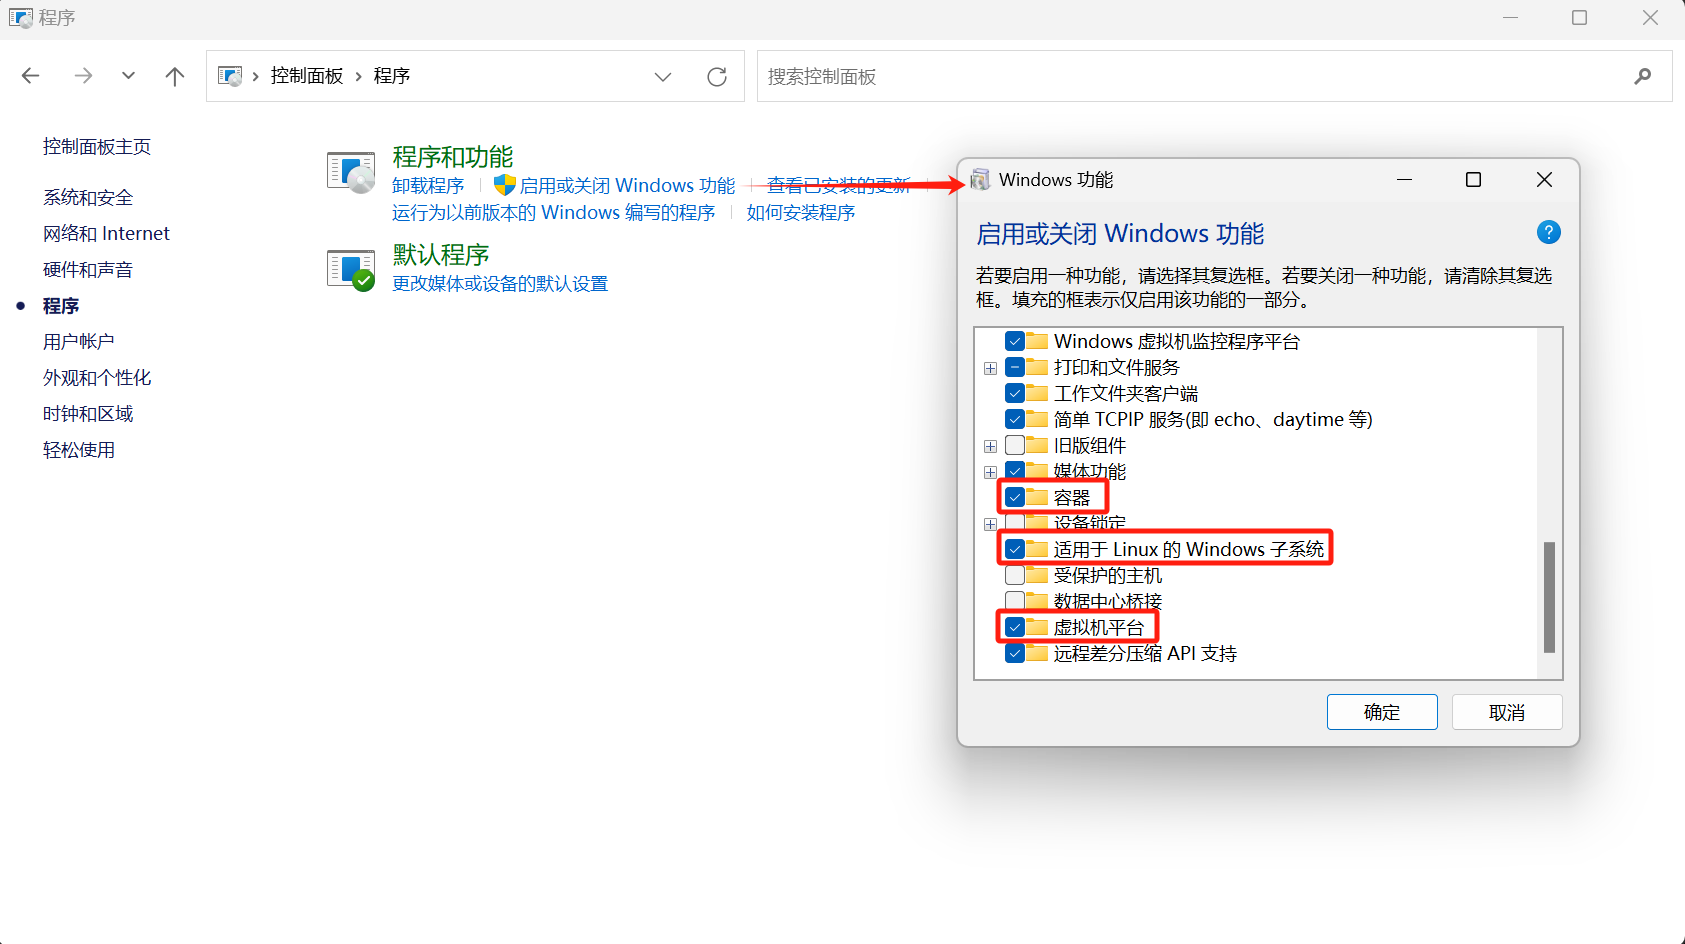 程序
控制面板 › 程序
搜索控制面板
控制面板主页
系统和安全
网络和 Internet
硬件和声音
程序
用户帐户
外观和个性化
时钟和区域
轻松使用
程序和功能
卸载程序
启用或关闭 Windows 功能
查看已安装的更新
运行为以前版本的 Windows 编写的程序
如何安装程序
默认程序
更改媒体或设备的默认设置
Windows 功能
启用或关闭 Windows 功能
若要启用一种功能，请选择其复选框。若要关闭一种功能，请清除其复选
框。填充的框表示仅启用该功能的一部分。
Windows 虚拟机监控程序平台
打印和文件服务
工作文件夹客户端
简单 TCPIP 服务(即 echo、daytime 等)
旧版组件
媒体功能
容器
设备锁定
适用于 Linux 的 Windows 子系统
受保护的主机
数据中心桥接
虚拟机平台
远程差分压缩 API 支持
确定
取消